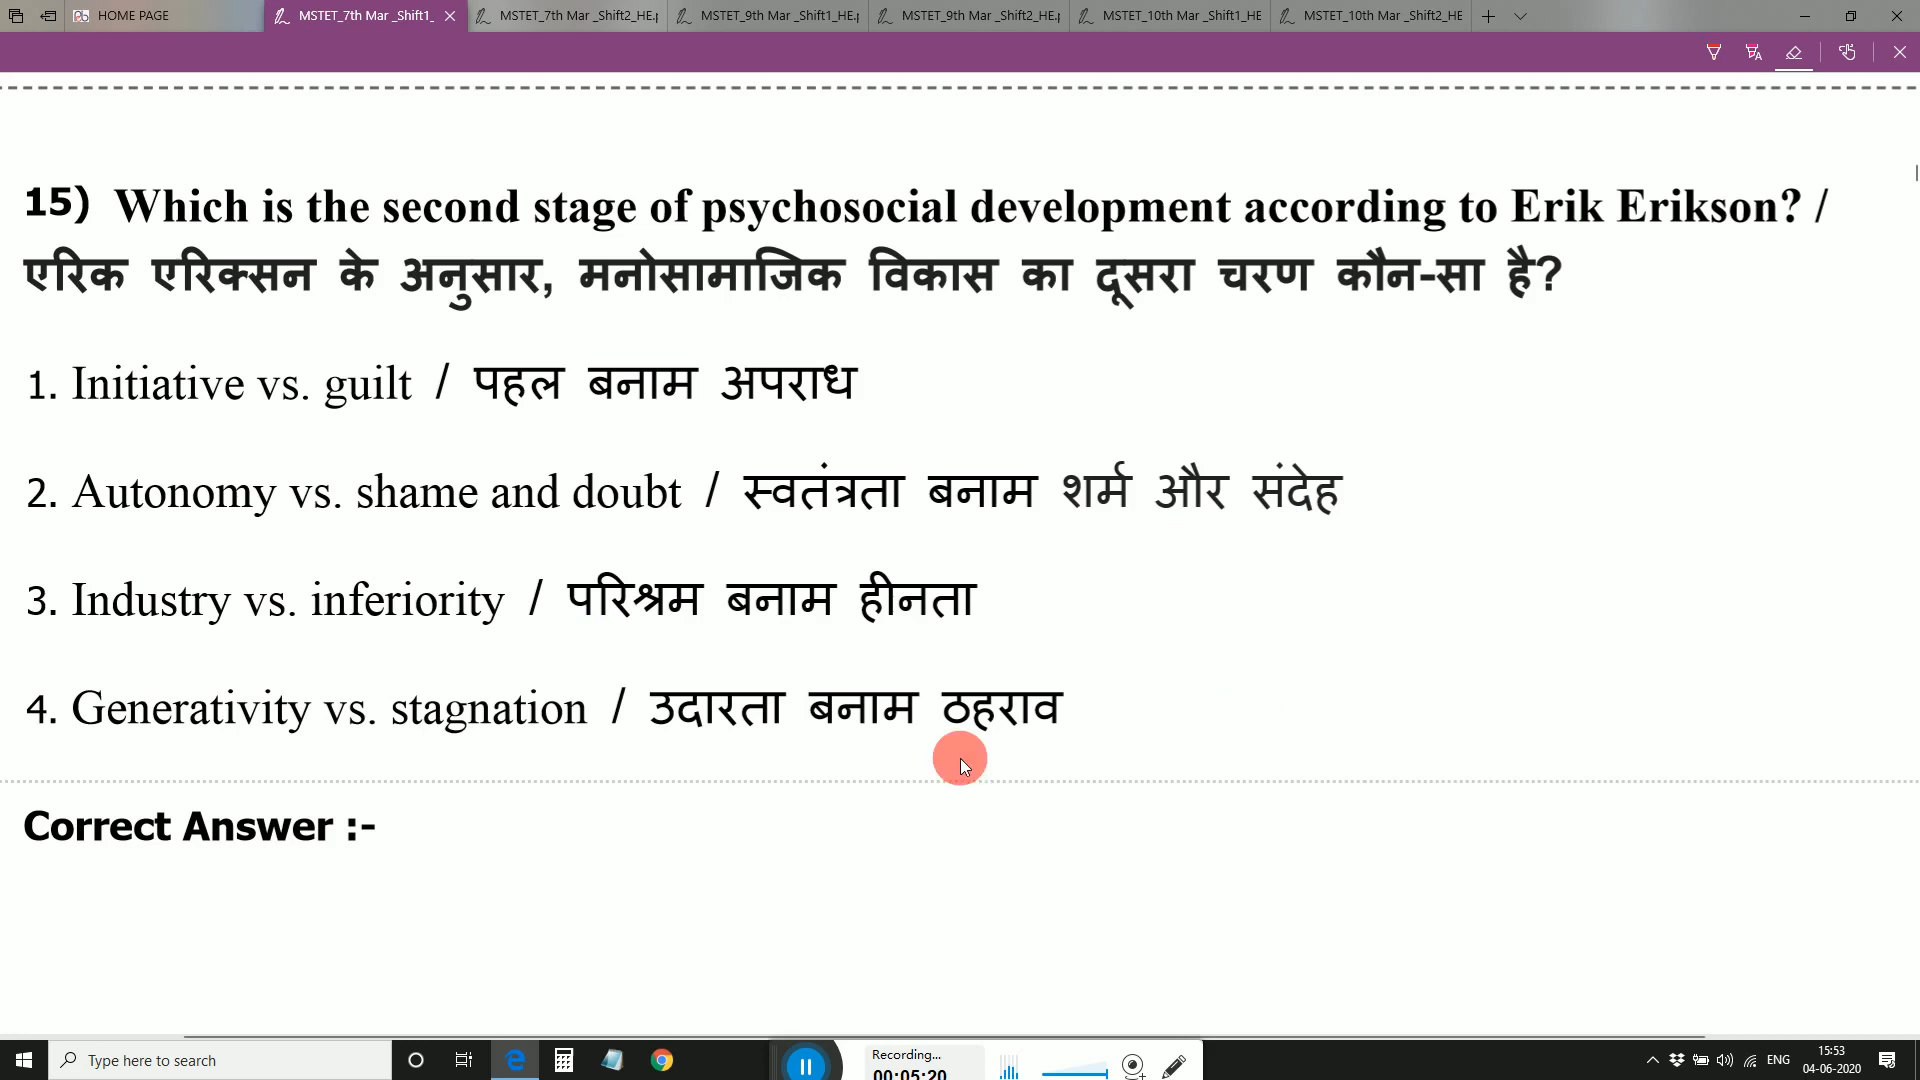 HOME PAGE
MSTET_7th Mar _Shift1_
MSTET_7th Mar _Shift2_HE.p
MSTET_9th Mar _Shift1_HE.p
MSTET_9th Mar _Shift2_HE.p
MSTET_10th Mar _Shift1_HE
MSTET_10th Mar _Shift2_HE
15) Which is the second stage of psychosocial development according to Erik Erikson? /
एरिक एरिक्सन के अनुसार, मनोसामाजिक विकास का दूसरा चरण कौन-सा है?
1. Initiative vs. guilt / पहल बनाम अपराध
2. Autonomy vs. shame and doubt / स्वतंत्रता बनाम शर्म और संदेह
3. Industry vs. inferiority / परिश्रम बनाम हीनता
4. Generativity vs. stagnation / उदारता बनाम ठहराव
Correct Answer :-
Type here to search
Recording...
00:05:20
ENG
15:53
04-06-2020